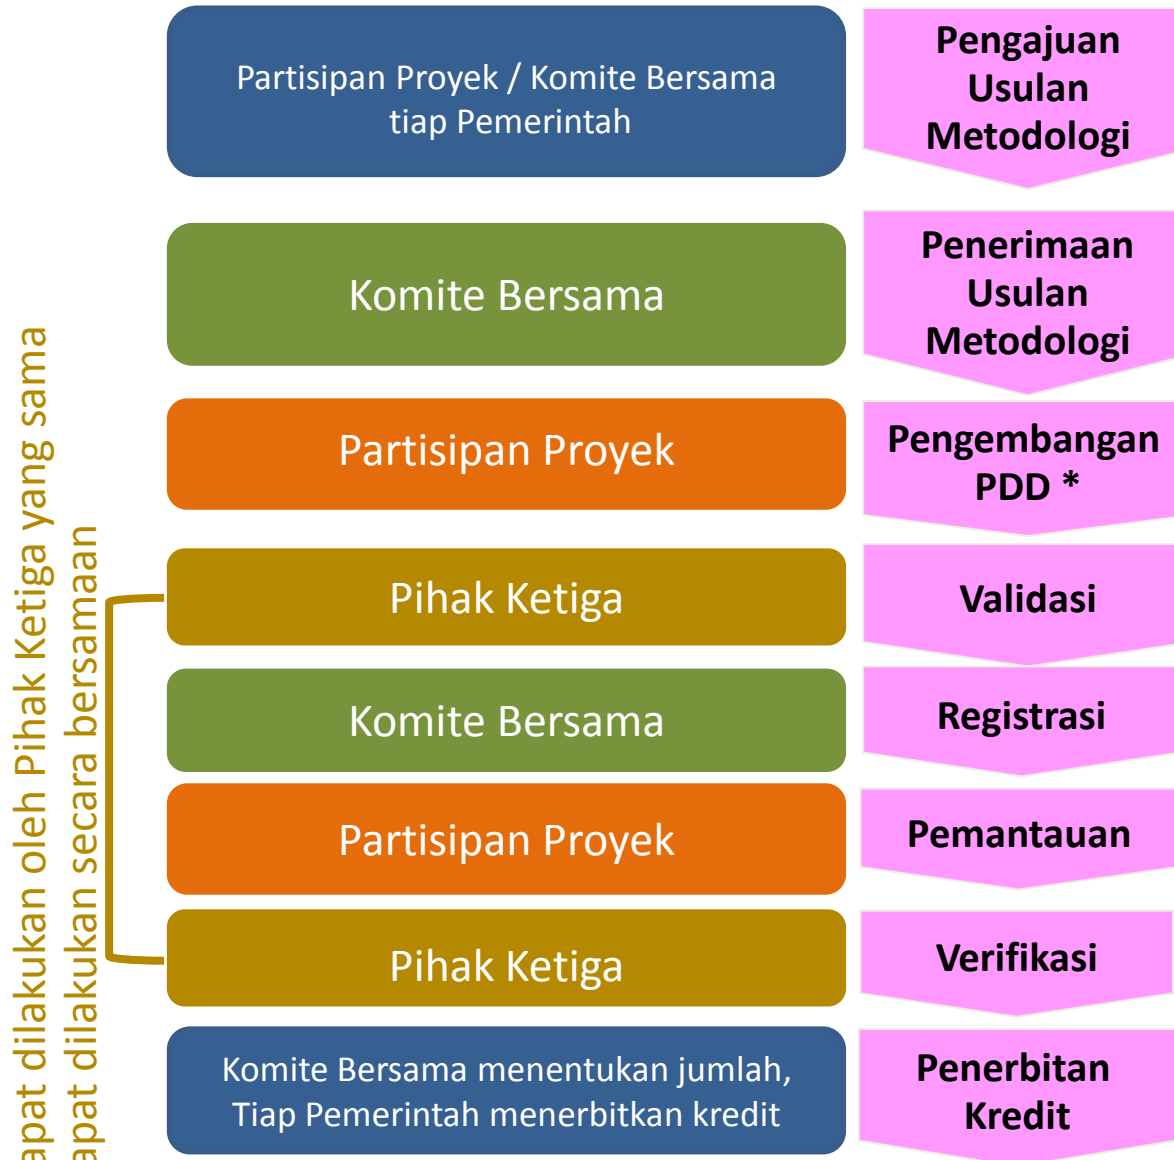 Partisipan Proyek / Komite Bersama
tiap Pemerintah
Pengajuan
Usulan
Metodologi
Komite Bersama
Penerimaan
Usulan
Metodologi
Partisipan Proyek
Pengembangan
PDD *
Pihak Ketiga
Validasi
Komite Bersama
Registrasi
Partisipan Proyek
Pemantauan
Pihak Ketiga
Verifikasi
Komite Bersama menentukan jumlah,
Tiap Pemerintah menerbitkan kredit
Penerbitan
Kredit
dilakukan oleh Pihak Ketiga yang sama
dilakukan secara bersamaan